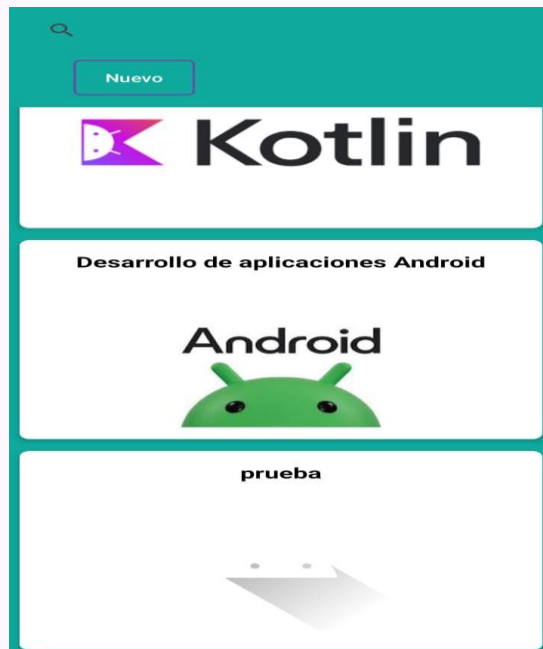 Nuevo
Kotlin
Desarrollo de aplicaciones Android
Android
prueba